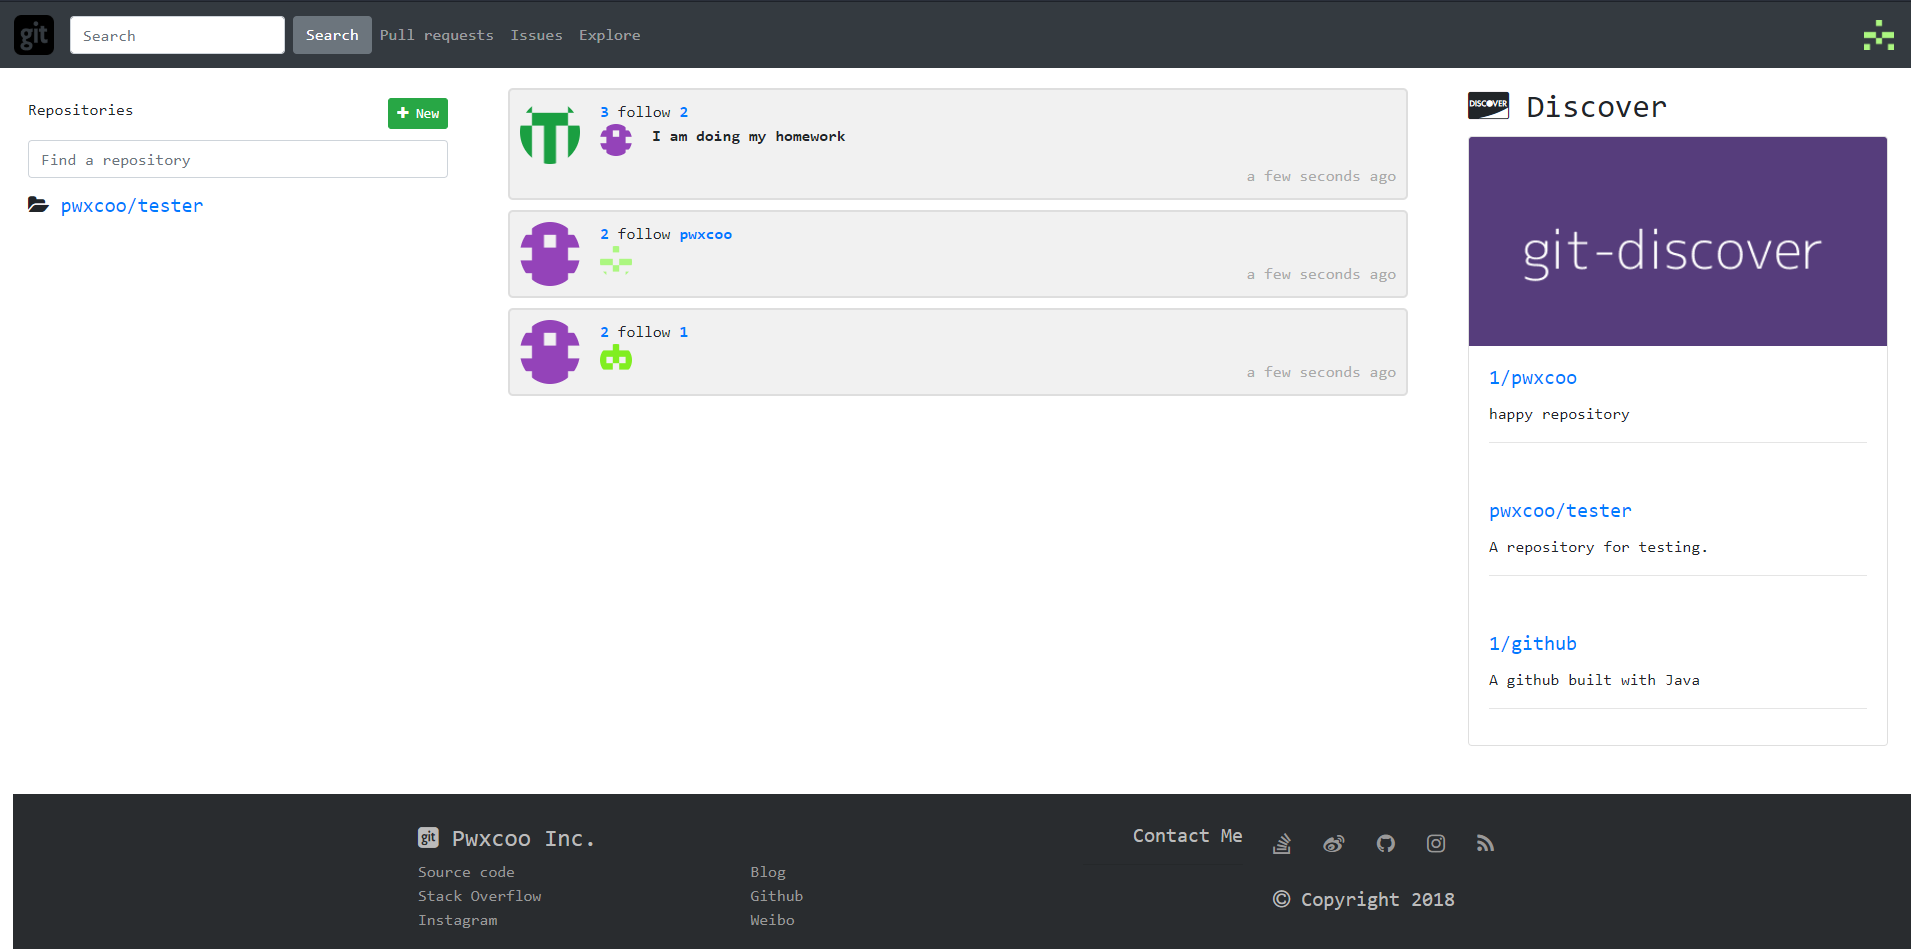 git Search Search Pull requests Issues Explore
Repositories
New
Find a repository
pwxcoo/tester
3 follow 2
I am doing my homework
a few seconds ago
2 follow pwxcoo
a few seconds ago
2 follow 1
a few seconds ago
DISCOVER Discover
git-discover
1/pwxcoo
happy repository
pwxcoo/tester
A repository for testing.
1/github
A github built with Java
git Pwxcoo Inc.
Source code
Stack Overflow
Instagram
Blog
Github
Weibo
Contact Me
© Copyright 2018